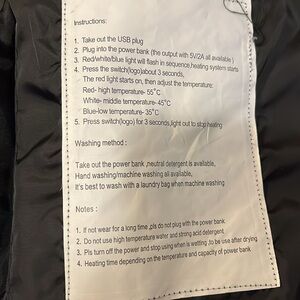 Instructions:
1. Take out the USB plug
2. Plug into the power bank (the output with 5V/2A all available )
3. Red/white/blue light will flash in sequence,heating system starts
4. Press the switch(logo)about 3 seconds,
The red light starts on, then adjust the temperature:
Red- high temperature- 55℃
White- middle temperature- 45℃
Blue-low temperature- 35℃
5. Press switch(logo) for 3 seconds,light out to stop heating
Washing method :
Take out the power bank ,neutral detergent is available,
Hand washing/machine washing all available,
It's best to wash with a laundry bag when machine washing
Notes :
1. If not wear for a long time ,pls do not plug with the power bank
2. Do not use high temperature water and strong acid detergent
3. Pls turn off the power and stop using when is wetting ,to be use after drying
4. Heating time depending on the temperature and capacity of power bank